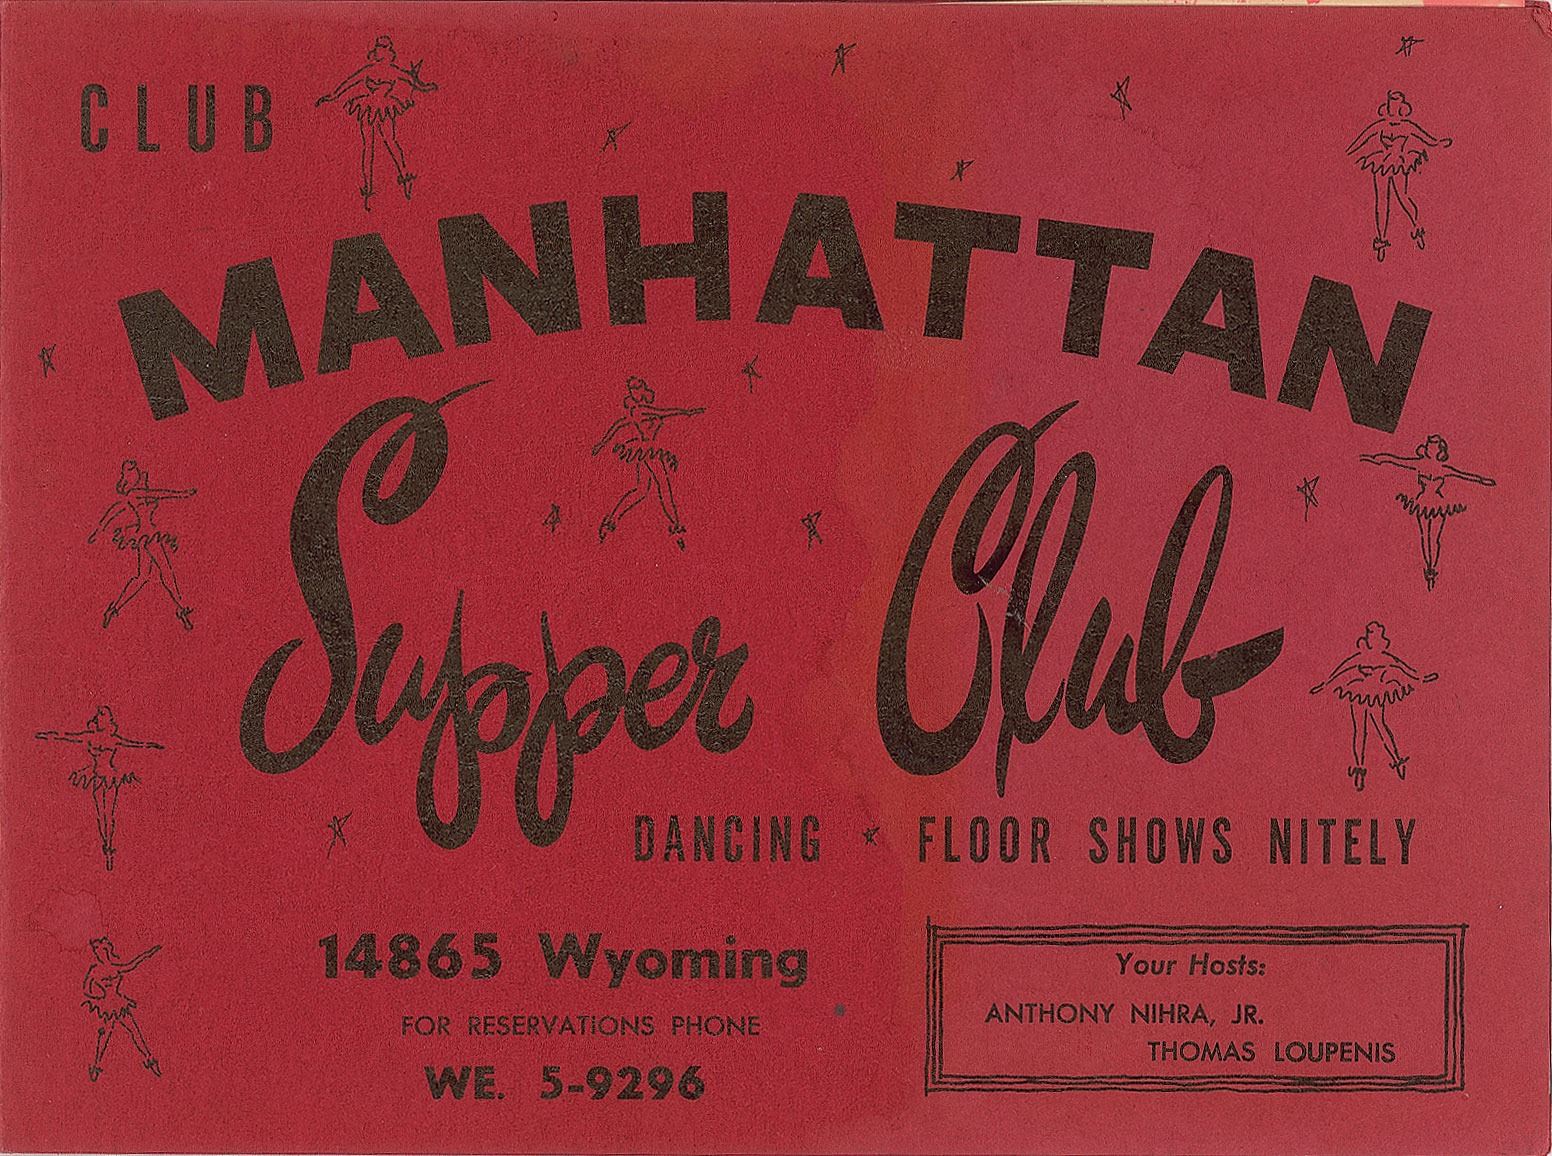 CLUB
MANHATTAN
Supper Club
DANCING ☆ FLOOR SHOWS NITELY
14865 Wyoming
FOR RESERVATIONS PHONE
WE. 5-9296
Your Hosts:
ANTHONY NIHRA, JR.
THOMAS LOUPENIS